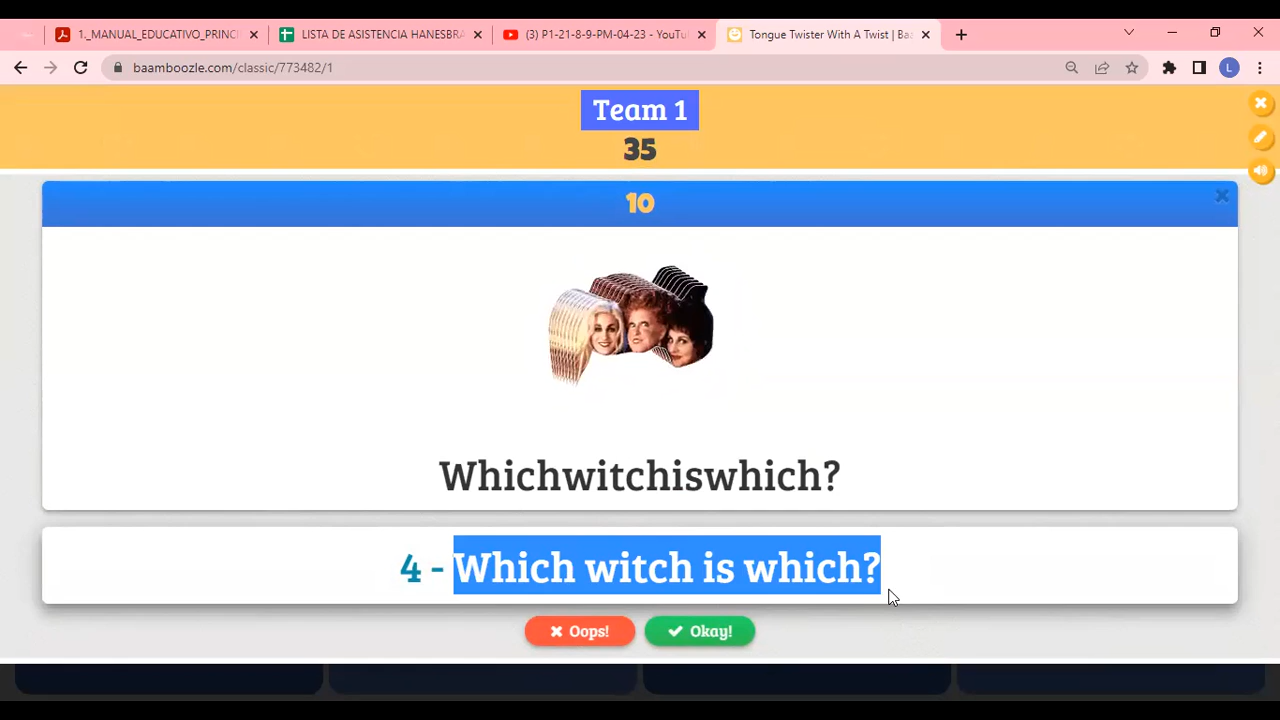 1._MANUAL_EDUCATIVO_PRINC
LISTA DE ASISTENCIA HANESBRA
(3) P1-21-8-9-PM-04-23 - YouTu
Tongue Twister With A Twist | Ba
baamboozle.com/classic/773482/1
L
Team 1
35
10
Whichwitchiswhich?
4 - Which witch is which?
Oops!
Okay!